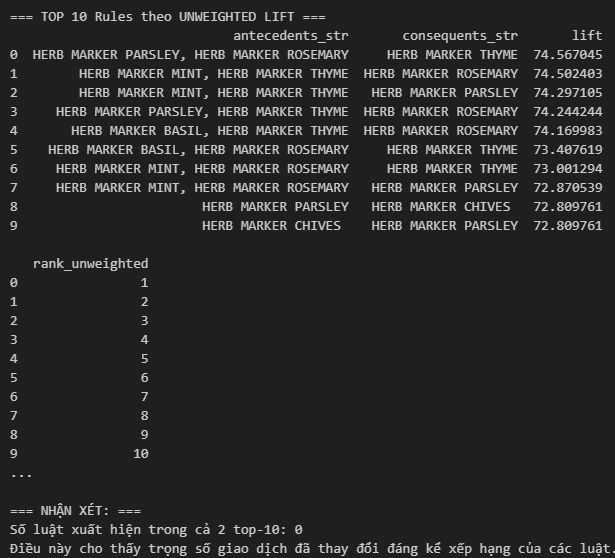 === TOP 10 Rules theo UNWEIGHTED LIFT ===
antecedents_str consequents_str lift
0 HERB MARKER PARSLEY, HERB MARKER ROSEMARY HERB MARKER THYME 74.567045
1 HERB MARKER MINT, HERB MARKER THYME HERB MARKER ROSEMARY 74.502403
2 HERB MARKER MINT, HERB MARKER THYME HERB MARKER PARSLEY 74.297105
3 HERB MARKER PARSLEY, HERB MARKER THYME HERB MARKER ROSEMARY 74.244244
4 HERB MARKER BASIL, HERB MARKER THYME HERB MARKER ROSEMARY 74.169983
5 HERB MARKER BASIL, HERB MARKER ROSEMARY HERB MARKER THYME 73.407619
6 HERB MARKER MINT, HERB MARKER ROSEMARY HERB MARKER THYME 73.001294
7 HERB MARKER MINT, HERB MARKER ROSEMARY HERB MARKER PARSLEY 72.870539
8 HERB MARKER PARSLEY HERB MARKER CHIVES 72.809761
9 HERB MARKER CHIVES HERB MARKER PARSLEY 72.809761
rank_unweighted
0 1
1 2
2 3
3 4
4 5
5 6
6 7
7 8
8 9
9 10
...
=== NHẬN XÉT: ===
Số luật xuất hiện trong cả 2 top-10: 0
Điều này cho thấy trọng số giao dịch đã thay đổi đáng kể xếp hạng của các luật.